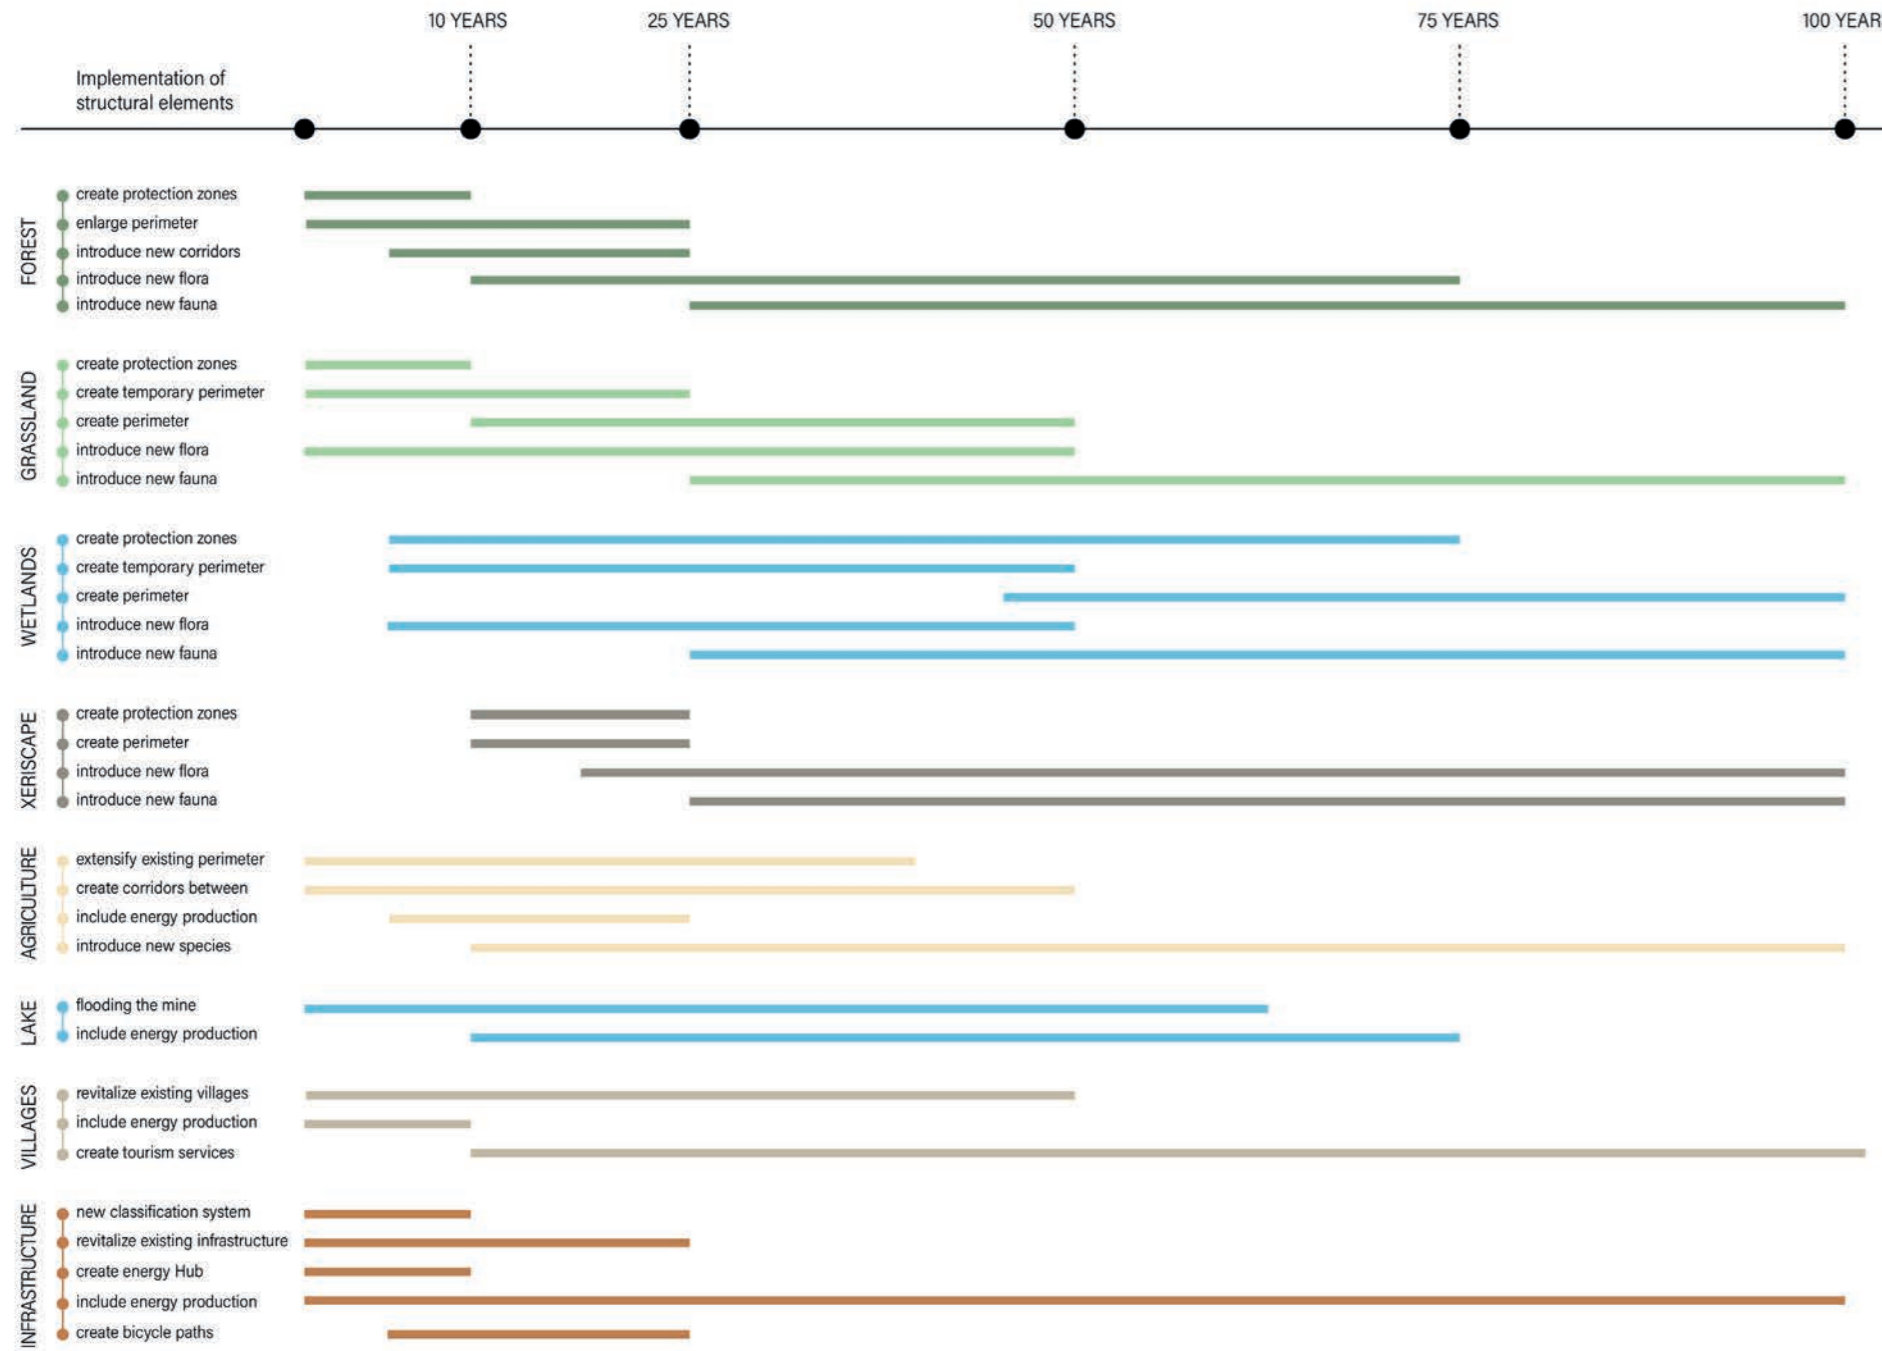 10 YEARS
25 YEARS
50 YEARS
75 YEARS
100 YEAR
Implementation of
structural elements
FOREST
create protection zones
enlarge perimeter
introduce new corridors
introduce new flora
introduce new fauna
GRASSLAND
create protection zones
create temporary perimeter
create perimeter
introduce new flora
introduce new fauna
WETLANDS
create protection zones
create temporary perimeter
create perimeter
introduce new flora
introduce new fauna
XERISCAPE
create protection zones
create perimeter
introduce new flora
introduce new fauna
AGRICULTURE
extensify existing perimeter
create corridors between
include energy production
introduce new species
LAKE
flooding the mine
include energy production
VILLAGES
revitalize existing villages
include energy production
create tourism services
INFRASTRUCTURE
new classification system
revitalize existing infrastructure
create energy Hub
include energy production
create bicycle paths